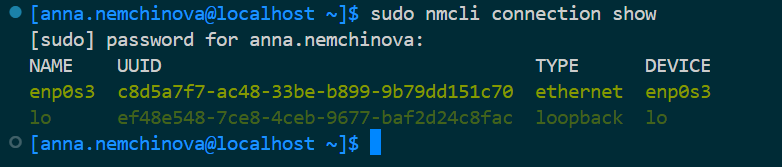 [anna.nemchinova@localhost ~]$ sudo nmcli connection show
[sudo] password for anna.nemchinova:
NAME    UUID                                  TYPE      DEVICE
enp0s3  c8d5a7f7-ac48-33be-b899-9b79dd151c70  ethernet  enp0s3
lo      ef48e548-7ce8-4ceb-9677-baf2d24c8fac  loopback  lo
[anna.nemchinova@localhost ~]$